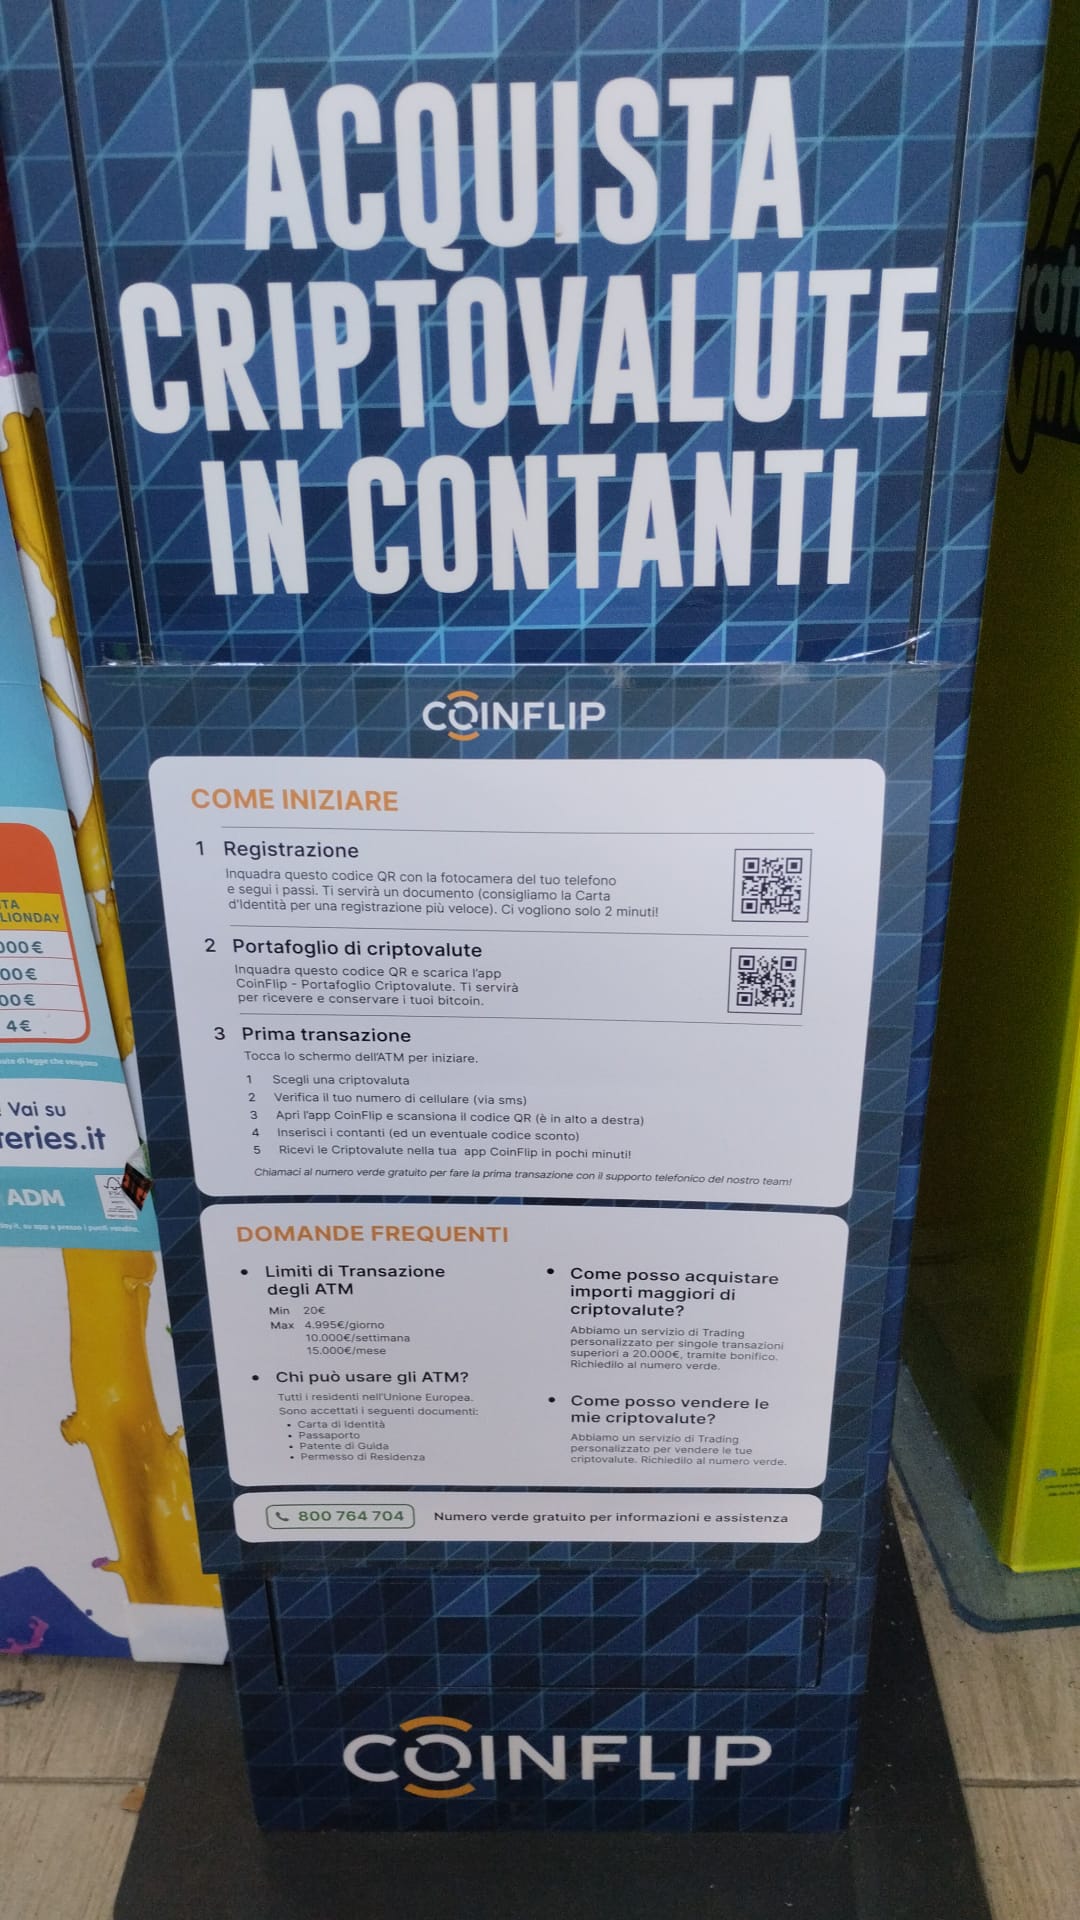 ACQUISTA
CRIPTOVALUTE
IN CONTANTI
COINFLIP
COME INIZIARE
1 Registrazione
Inquadra questo codice QR con la fotocamera del tuo telefono
e segui i passi. Ti servirà un documento (consigliamo la Carta
d'Identità per una registrazione più veloce). Ci vogliono solo 2 minuti!
2 Portafoglio di criptovalute
Inquadra questo codice QR e scarica l'app
CoinFlip - Portafoglio Criptovalute. Ti servirà
per ricevere e conservare i tuoi bitcoin.
3 Prima transazione
Tocca lo schermo dell'ATM per iniziare.
1 Scegli una criptovaluta
2 Verifica il tuo numero di cellulare (via sms)
3 Apri l'app CoinFlip e scansiona il codice QR (è in alto a destra)
4 Inserisci i contanti (ed un eventuale codice sconto)
5 Ricevi le Criptovalute nella tua app CoinFlip in pochi minuti!
Chiamaci al numero verde gratuito per fare la prima transazione con il supporto telefonico del nostro team!
DOMANDE FREQUENTI
• Limiti di Transazione
degli ATM
Min 20€
Max 4.995€/giorno
10.000€/settimana
15.000€/mese
• Chi può usare gli ATM?
Tutti i residenti nell'Unione Europea.
Sono accettati i seguenti documenti:
• Carta di Identità
• Passaporto
• Patente di Guida
• Permesso di Residenza
• Come posso acquistare
importi maggiori di
criptovalute?
Abbiamo un servizio di Trading
personalizzato per singole transazioni
superiori a 20.000€, tramite bonifico.
Richiedilo al numero verde.
• Come posso vendere le
mie criptovalute?
Abbiamo un servizio di Trading
personalizzato per vendere le tue
criptovalute. Richiedilo al numero verde.
800 764 704 Numero verde gratuito per informazioni e assistenza
COINFLIP
TA
LIONDAY
000€
00€
00€
4€
Vai su
teries.it
ADM